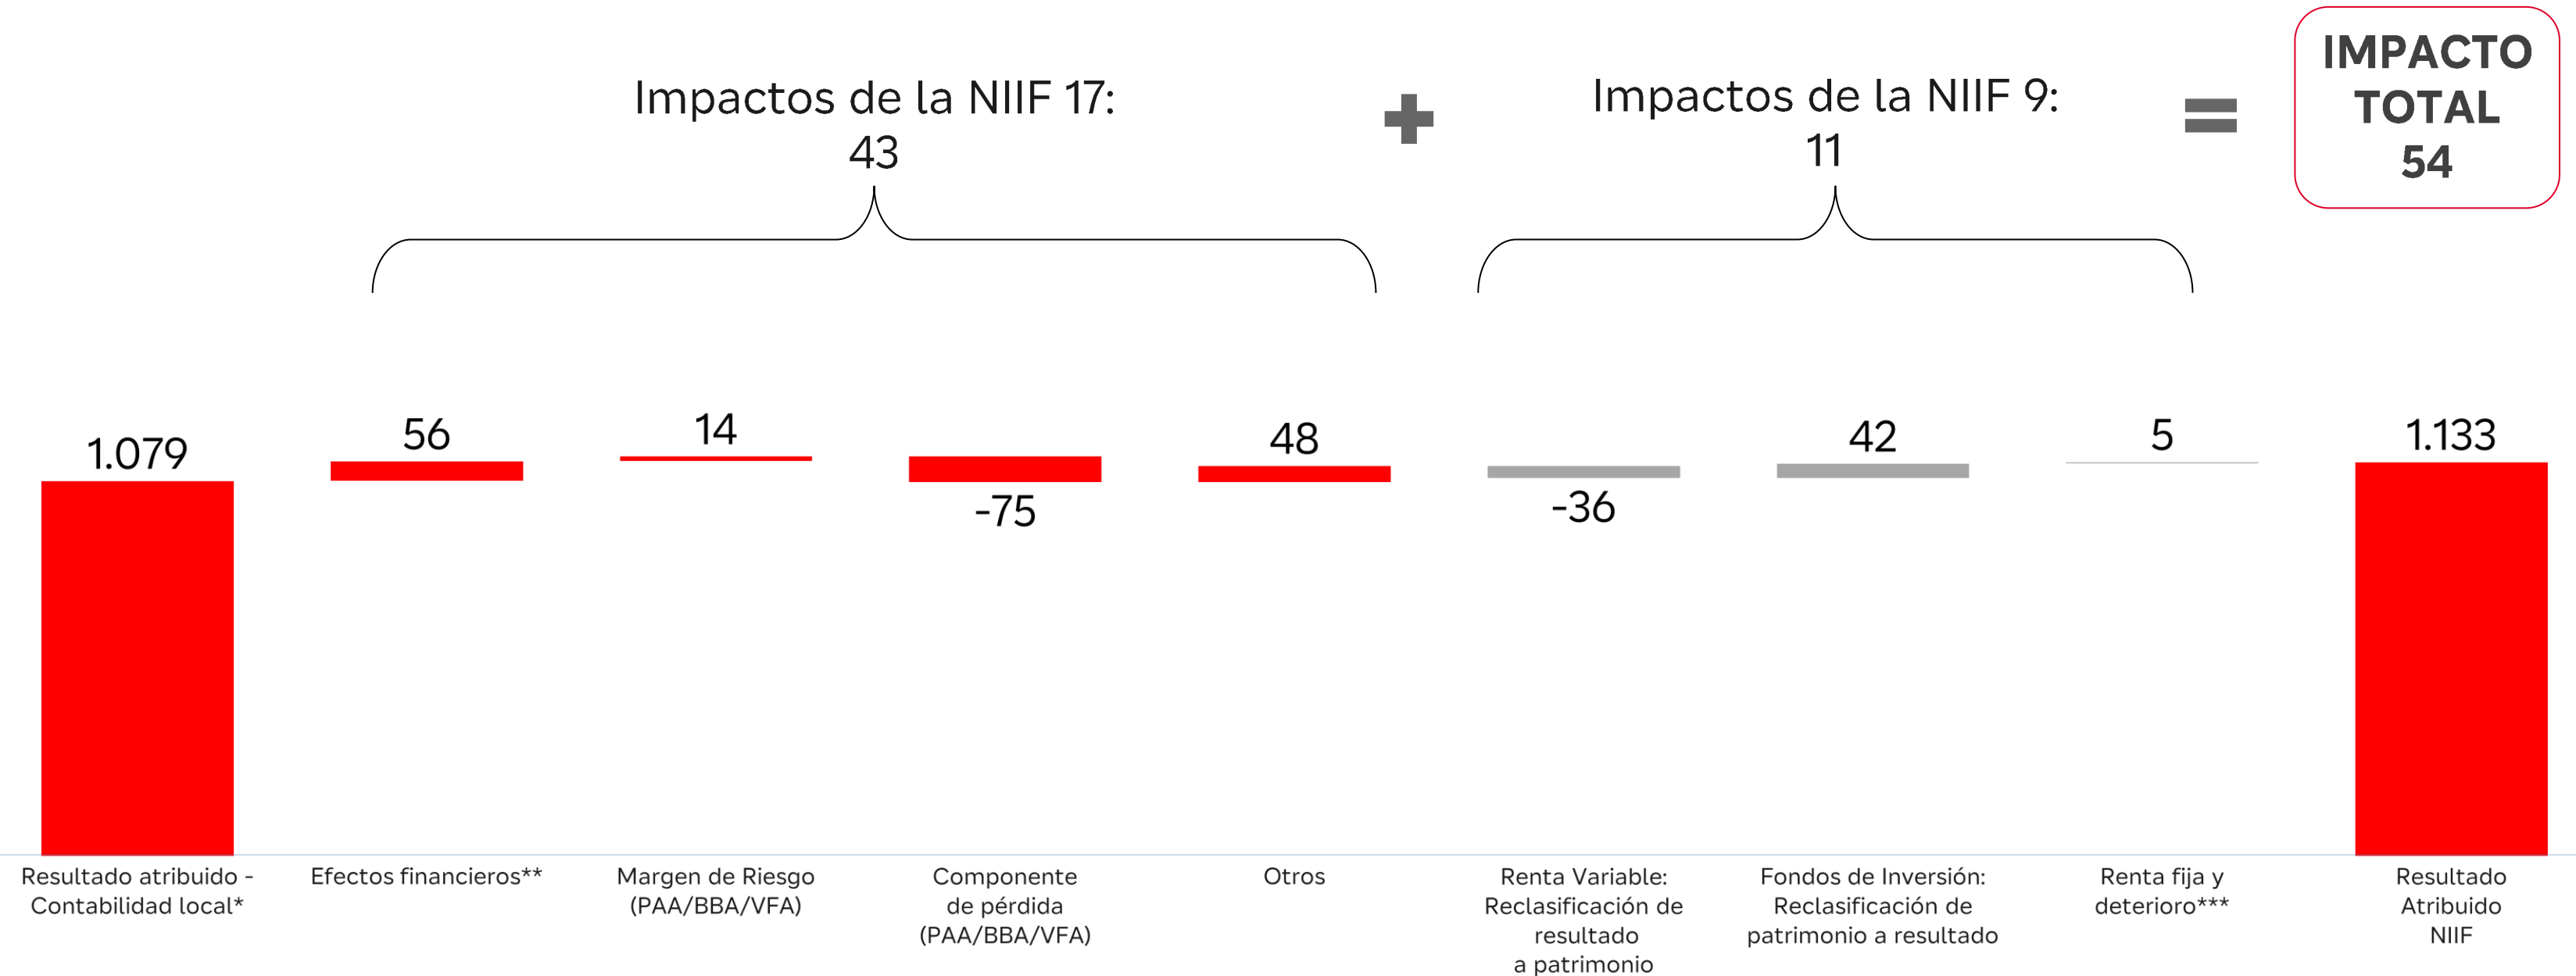 Impactos de la NIIF 17:
43
Impactos de la NIIF 9:
11
IMPACTO
TOTAL
54
1.079
56
14
-75
48
-36
42
5
1.133
Resultado atribuido -
Contabilidad local*
Efectos financieros**
Margen de Riesgo
(PAA/BBA/VFA)
Componente
de pérdida
(PAA/BBA/VFA)
Otros
Renta Variable:
Reclasificación de
resultado
a patrimonio
Fondos de Inversión:
Reclasificación de
patrimonio a resultado
Renta fija y
deterioro***
Resultado
Atribuido
NIIF